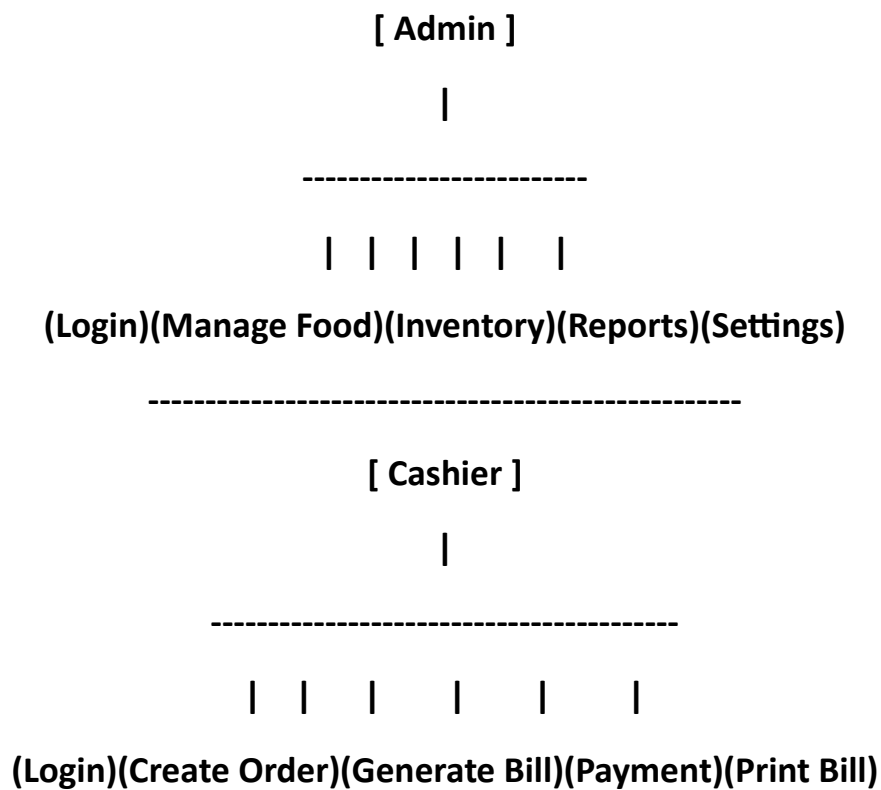 [ Admin ]
|
-------------------------
| | | | | |
(Login)(Manage Food)(Inventory)(Reports)(Settings)
----------------------------------------------------
[ Cashier ]
|
-----------------------------------------
| | | | | |
(Login)(Create Order)(Generate Bill)(Payment)(Print Bill)